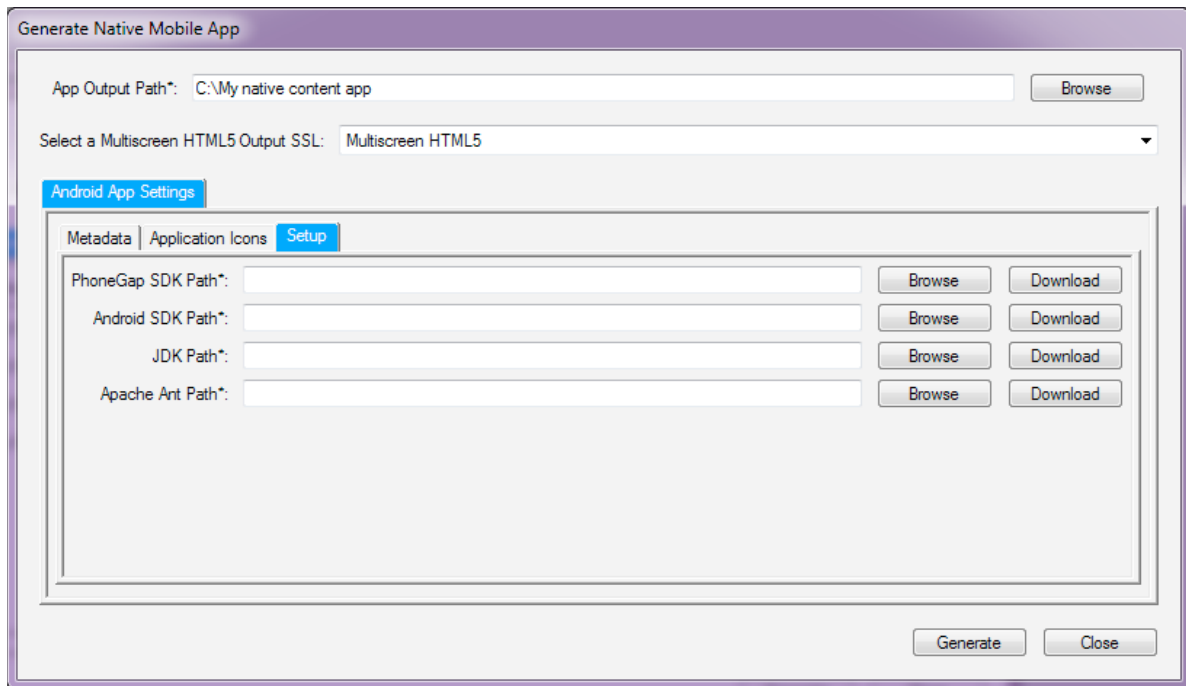 Generate Native Mobile App
App Output Path*: C:\My native content app Browse
Select a Multiscreen HTML5 Output SSL: Multiscreen HTML5
Android App Settings
Metadata Application Icons Setup
PhoneGap SDK Path*: Browse Download
Android SDK Path*: Browse Download
JDK Path*: Browse Download
Apache Ant Path*: Browse Download
Generate Close